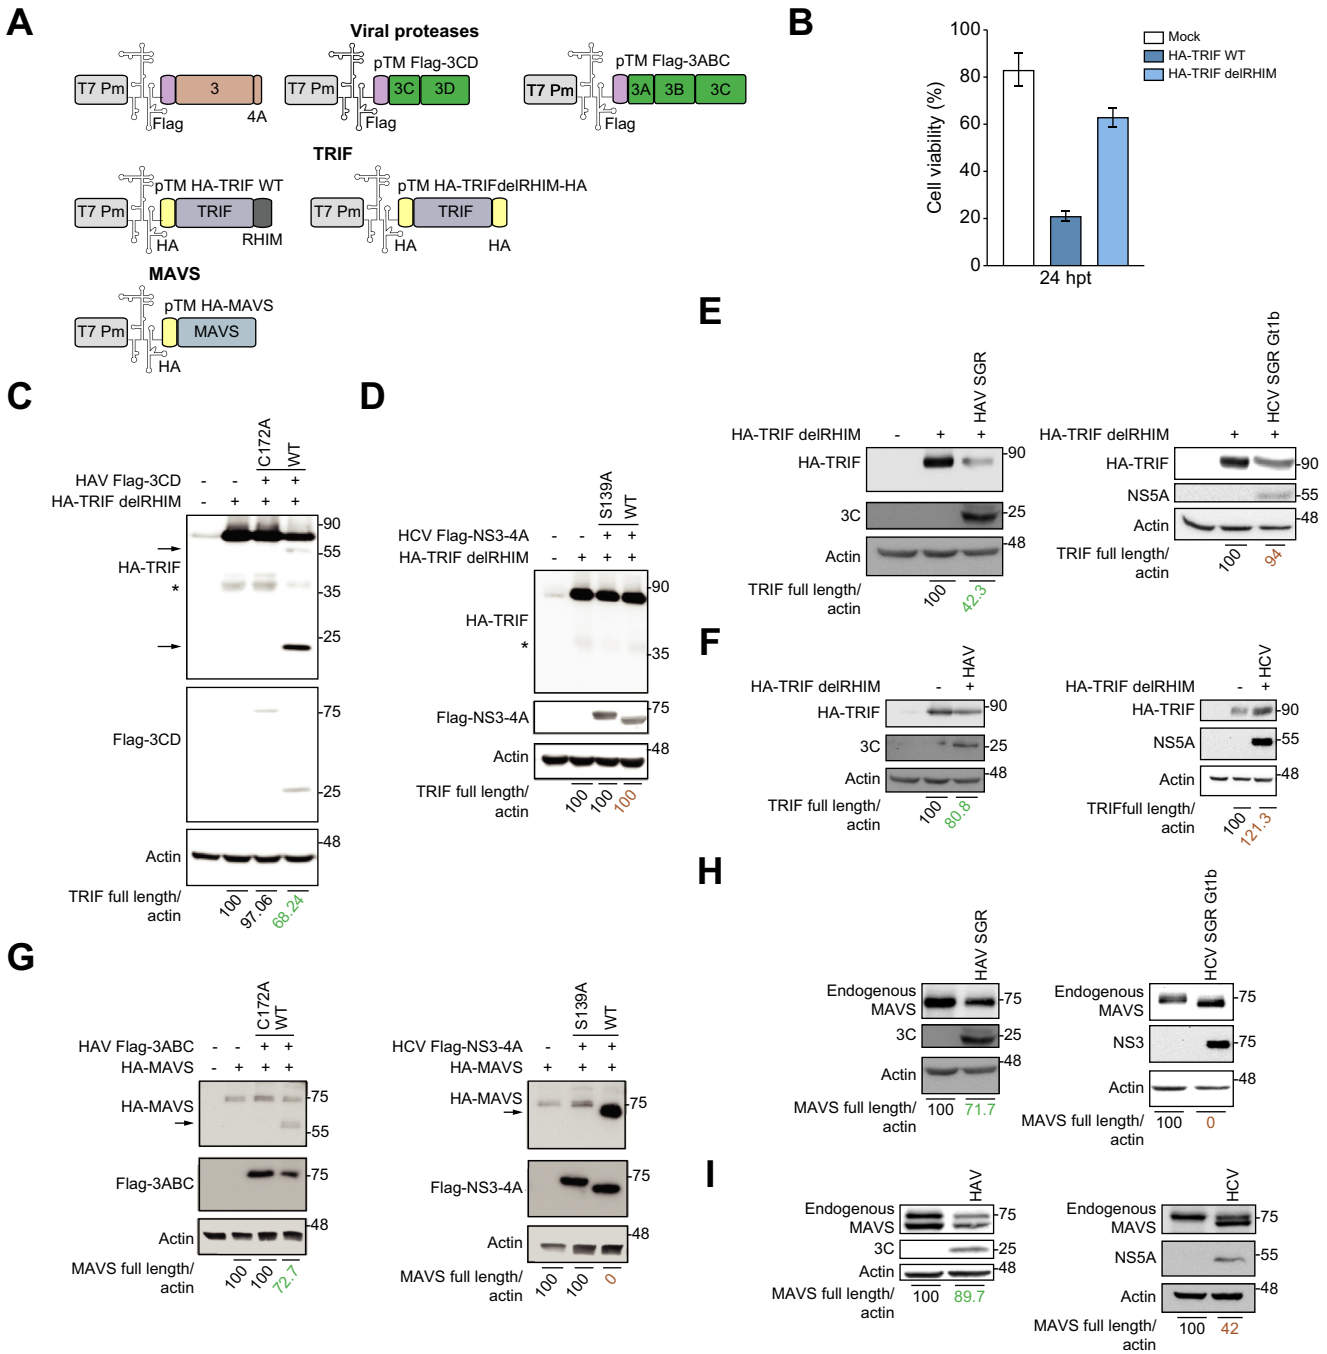 A
Viral proteases
pTM Flag-3CD
pTM Flag-3ABC
T7 Pm
3
Flag
4A
T7 Pm
3C
3D
Flag
T7 Pm
3A
3B
3C
Flag
TRIF
pTM HA-TRIF WT
pTM HA-TRIFdelRHIM-HA
T7 Pm
TRIF
HA
RHIM
T7 Pm
TRIF
HA
HA
MAVS
pTM HA-MAVS
T7 Pm
MAVS
HA
B
Cell viability (%)
100
80
60
40
20
0
24 hpt
Mock
HA-TRIF WT
HA-TRIF delRHIM
C
C172A
WT
HAV Flag-3CD - - + +
HA-TRIF delRHIM - + + +
HA-TRIF
*
90
55
35
25
Flag-3CD
75
25
Actin
48
TRIF full length/
actin
100
97.06
68.24
D
S139A
WT
HCV Flag-NS3-4A - - + +
HA-TRIF delRHIM - + + +
HA-TRIF
*
90
35
Flag-NS3-4A
75
Actin
48
TRIF full length/
actin
100
100
100
E
HAV SGR
HA-TRIF delRHIM - + +
HA-TRIF
90
3C
25
Actin
48
TRIF full length/
actin
100
42.3
HCV SGR Gt1b
HA-TRIF delRHIM + +
HA-TRIF
90
NS5A
55
Actin
48
TRIF full length/
actin
100
94
F
HAV
HA-TRIF delRHIM - +
HA-TRIF
90
3C
25
Actin
48
TRIF full length/
actin
100
80.8
HCV
HA-TRIF delRHIM - +
HA-TRIF
90
NS5A
55
Actin
48
TRIFfull length/
actin
100
121.3
G
C172A
WT
HAV Flag-3ABC - - + +
HA-MAVS - + + +
HA-MAVS
75
55
Flag-3ABC
75
Actin
48
MAVS full length/
actin
100
100
72.7
S139A
WT
HCV Flag-NS3-4A - + +
HA-MAVS + + +
HA-MAVS
75
Flag-NS3-4A
75
Actin
48
MAVS full length/
actin
100
100
0
H
HAV SGR
Endogenous
MAVS
75
3C
25
Actin
48
MAVS full length/
actin
100
71.7
HCV SGR Gt1b
Endogenous
MAVS
75
NS3
75
Actin
48
MAVS full length/
actin
100
0
I
HAV
Endogenous
MAVS
75
3C
25
Actin
48
MAVS full length/
actin
100
89.7
HCV
Endogenous
MAVS
75
NS5A
55
Actin
48
MAVS full length/
actin
100
42